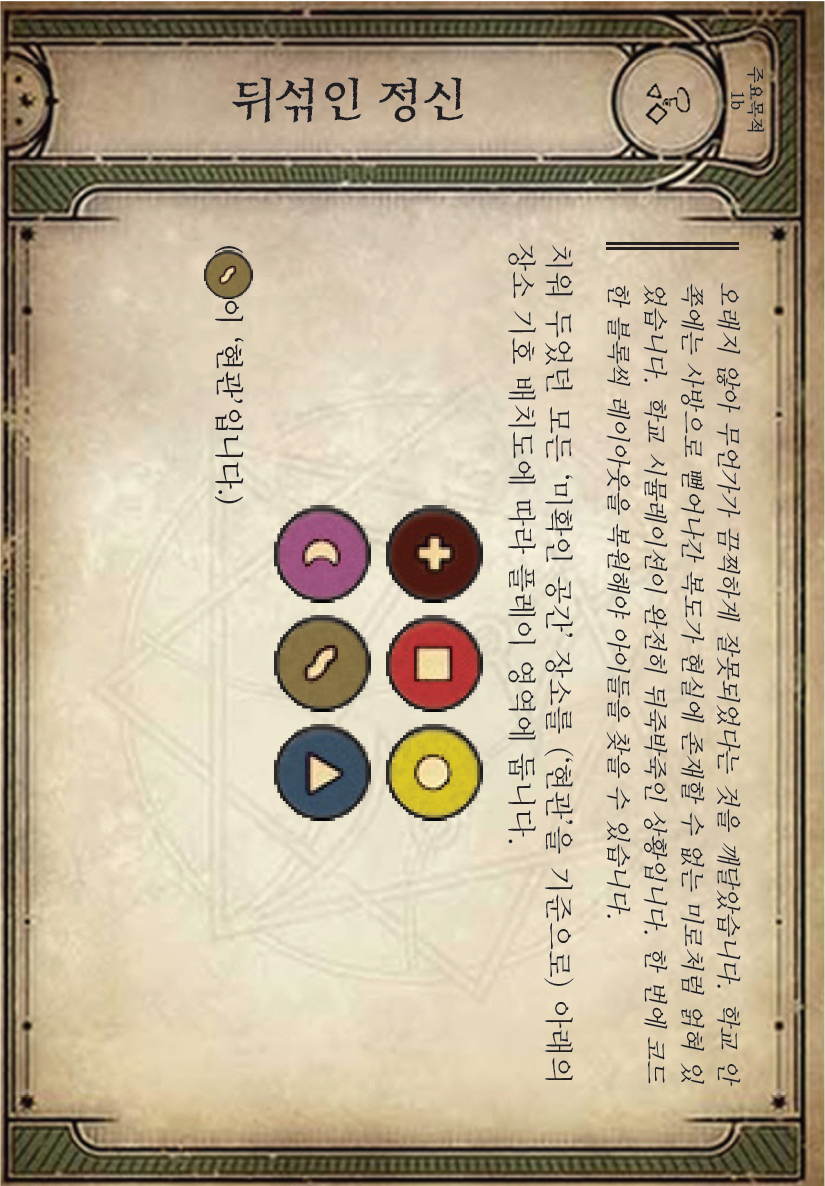 주요목적
1b
뒤섞인 정신
오래지 않아 무언가가 끔찍하게 잘못되었다는 것을 깨달았습니다. 학교 안
쪽에는 사방으로 뻗어나간 복도가 현실에 존재할 수 없는 미로처럼 얽혀 있
었습니다. 학교 시뮬레이션이 완전히 뒤죽박죽인 상황입니다. 한 번에 코드
한 블록씩 레이아웃을 복원해야 아이들을 찾을 수 있습니다.
치워 두었던 모든 ‘미확인 공간’ 장소를 (‘현관’을 기준으로) 아래의
장소 기호 배치도에 따라 플레이 영역에 둡니다.
(이 ‘현관’입니다.)